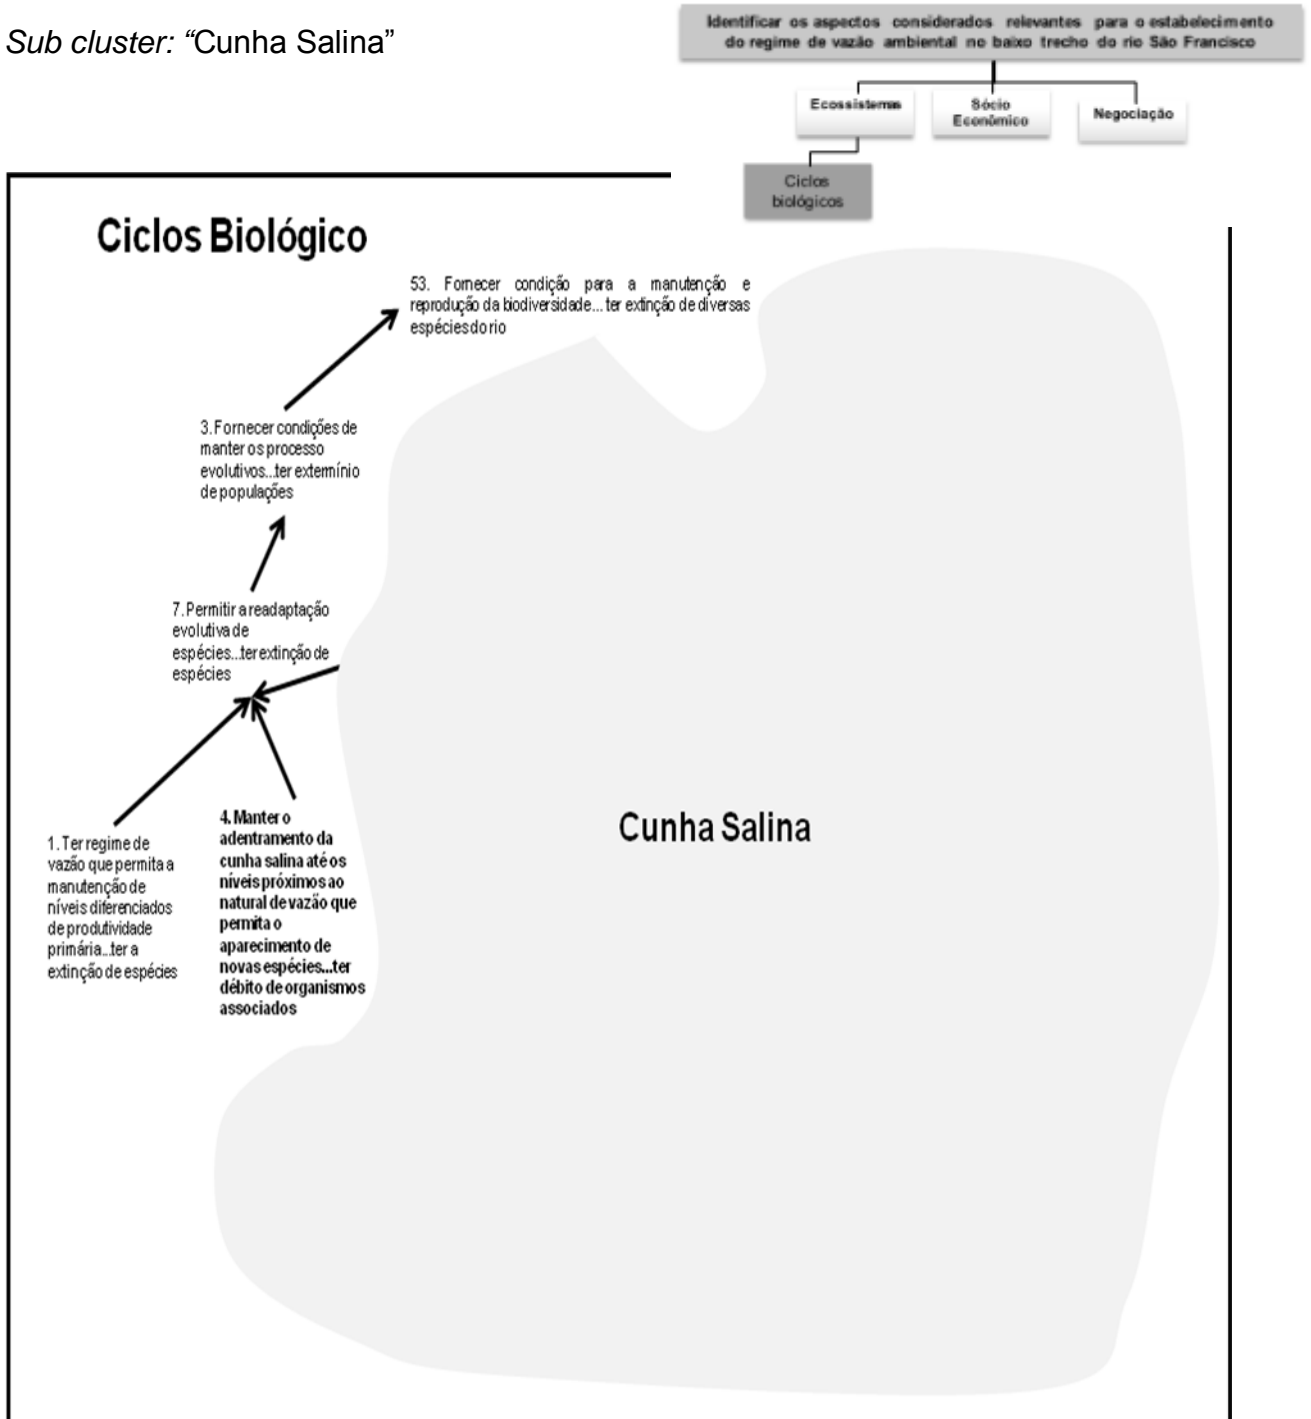 Sub cluster: “Cunha Salina”
Identificar os aspectos considerados relevantes para o estabelecimento
do regime de vazão ambiental no baixo trecho do rio São Francisco
Ecossistemas
Sócio
Econômico
Negociação
Ciclos
biológicos
Ciclos Biológico
53. Fornecer condição para a manutenção e
reprodução da biodiversidade... ter extinção de diversas
espécies do rio
3. Fornecer condições de
manter os processo
evolutivos...ter extermínio
de populações
7. Permitir a readaptação
evolutiva de
espécies...ter extinção de
espécies
1. Ter regime de
vazão que permita a
manutenção de
níveis diferenciados
de produtividade
primária...ter a
extinção de espécies
4. Manter o
adentramento da
cunha salina até os
níveis próximos ao
natural de vazão que
permita o
aparecimento de
novas espécies...ter
débito de organismos
associados
Cunha Salina